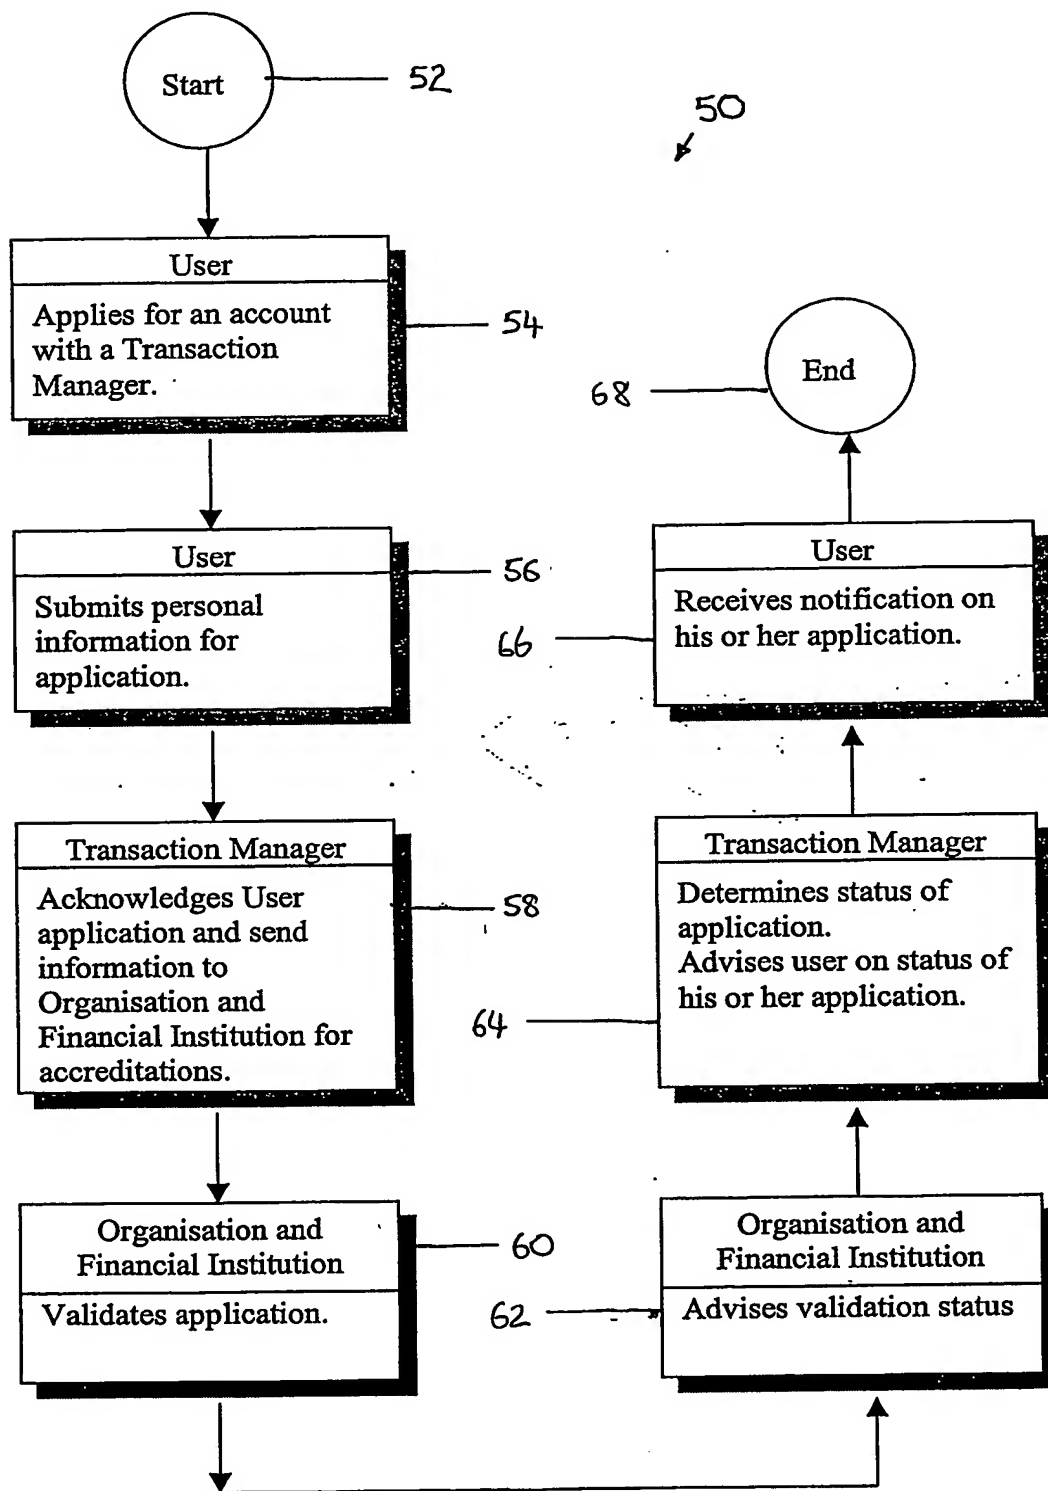 Start
52
50
User
Applies for an account
with a Transaction
Manager.
54
User
Submits personal
information for
application.
56
Transaction Manager
Acknowledges User
application and send
information to
Organisation and
Financial Institution for
accreditations.
58
Organisation and
Financial Institution
Validates application.
60
Organisation and
Financial Institution
Advises validation status
62
Transaction Manager
Determines status of
application.
Advises user on status of
his or her application.
64
User
Receives notification on
his or her application.
66
End
68